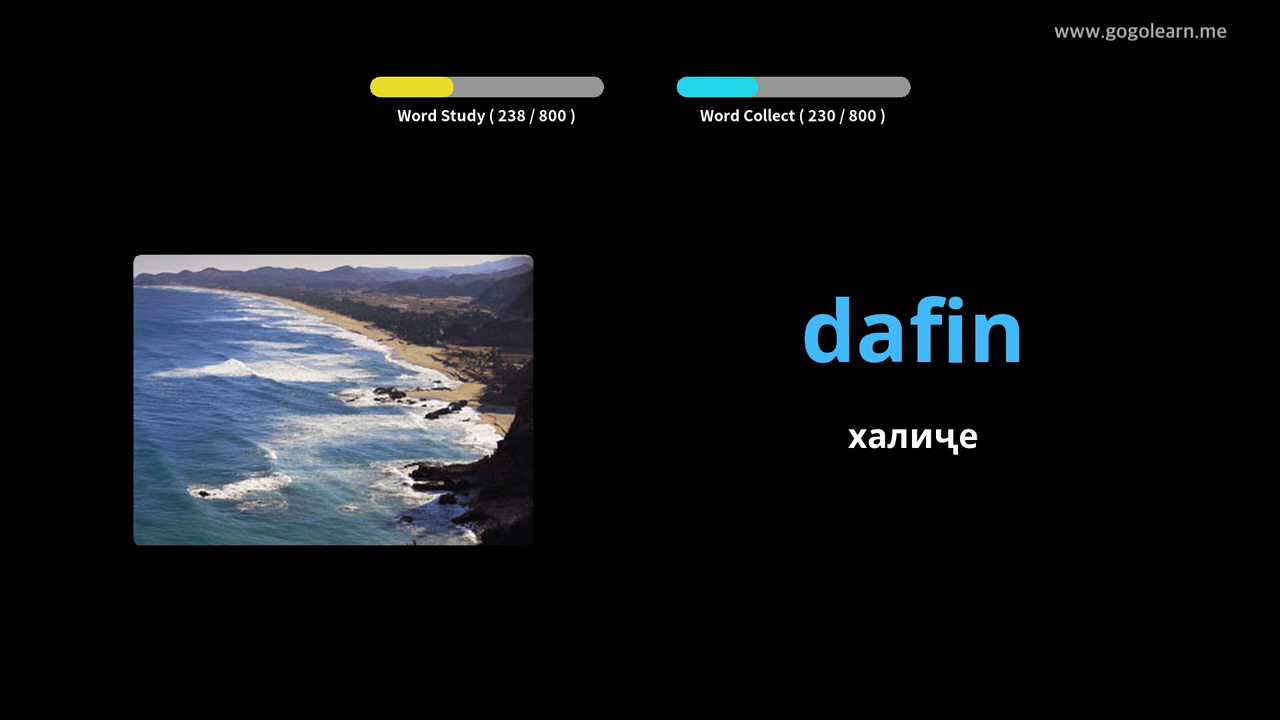 www.gogolearn.me
Word Study ( 238 / 800 )
Word Collect ( 230 / 800 )
dafin
халиҷе